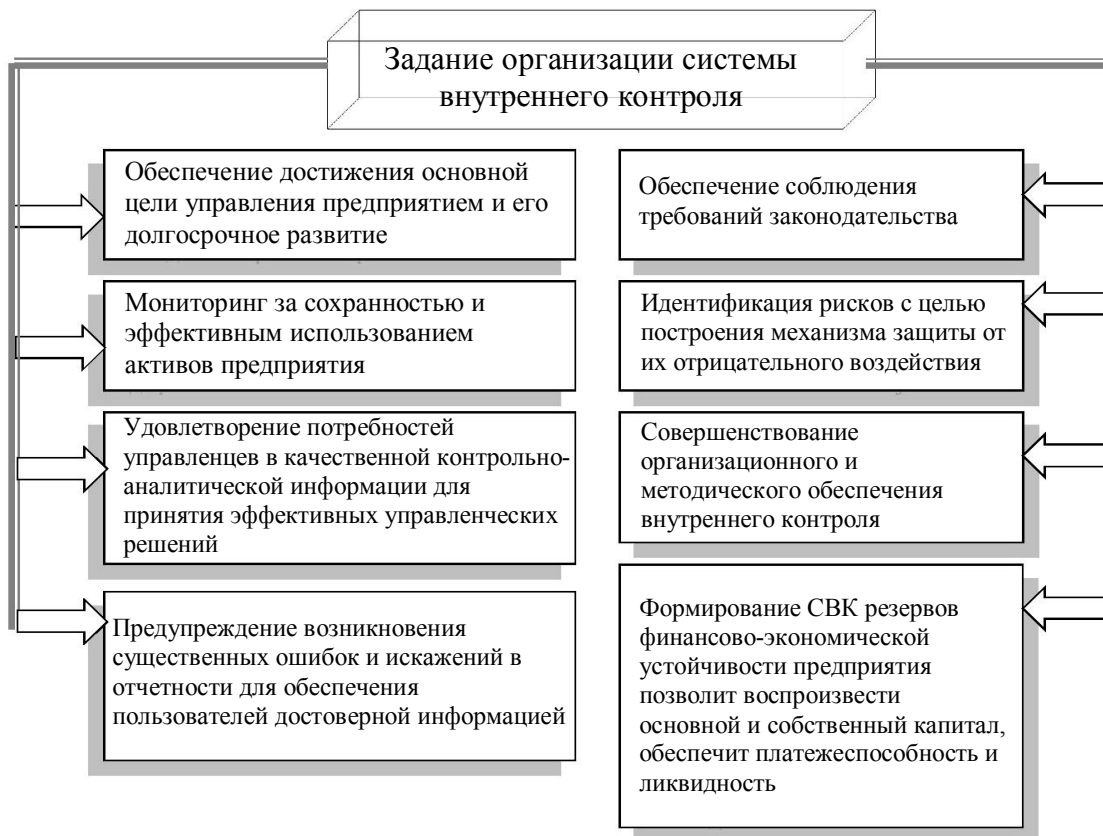 Задание организации системы
внутреннего контроля
Обеспечение достижения основной
цели управления предприятием и его
долгосрочное развитие
Мониторинг за сохранностью и
эффективным использованием
активов предприятия
Удовлетворение потребностей
управленцев в качественной контрольно-
аналитической информации для
принятия эффективных управленческих
решений
Предупреждение возникновения
существенных ошибок и искажений в
отчетности для обеспечения
пользователей достоверной информацией
Обеспечение соблюдения
требований законодательства
Идентификация рисков с целью
построения механизма защиты от
их отрицательного воздействия
Совершенствование
организационного и
методического обеспечения
внутреннего контроля
Формирование СВК резервов
финансово-экономической
устойчивости предприятия
позволит воспроизвести
основной и собственный капитал,
обеспечит платежеспособность и
ликвидность